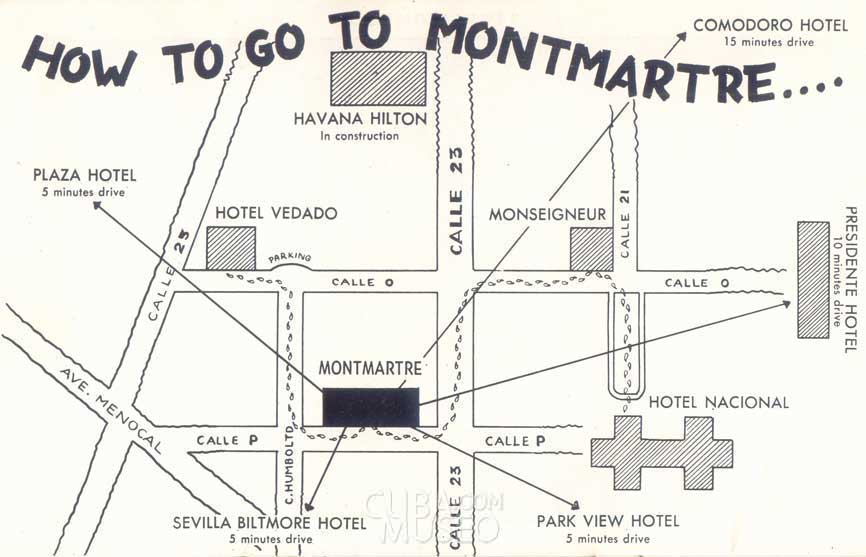 HOW TO GO TO MONTMARTRE....
COMODORO HOTEL
15 minutes drive
HAVANA HILTON
In construction
PLAZA HOTEL
5 minutes drive
HOTEL VEDADO
MONSEIGNEUR
CALLE 23
CALLE 21
CALLE 25
PRESIDENTE HOTEL
10 minutes drive
PARKING
CALLE O
CALLE O
MONTMARTRE
AVE. MENOCAL
HOTEL NACIONAL
CALLE P
C. HUMBOLTD
CALLE P
CALLE 23
SEVILLA BILTMORE HOTEL
5 minutes drive
PARK VIEW HOTEL
5 minutes drive
CUBA.COM
MUSEO